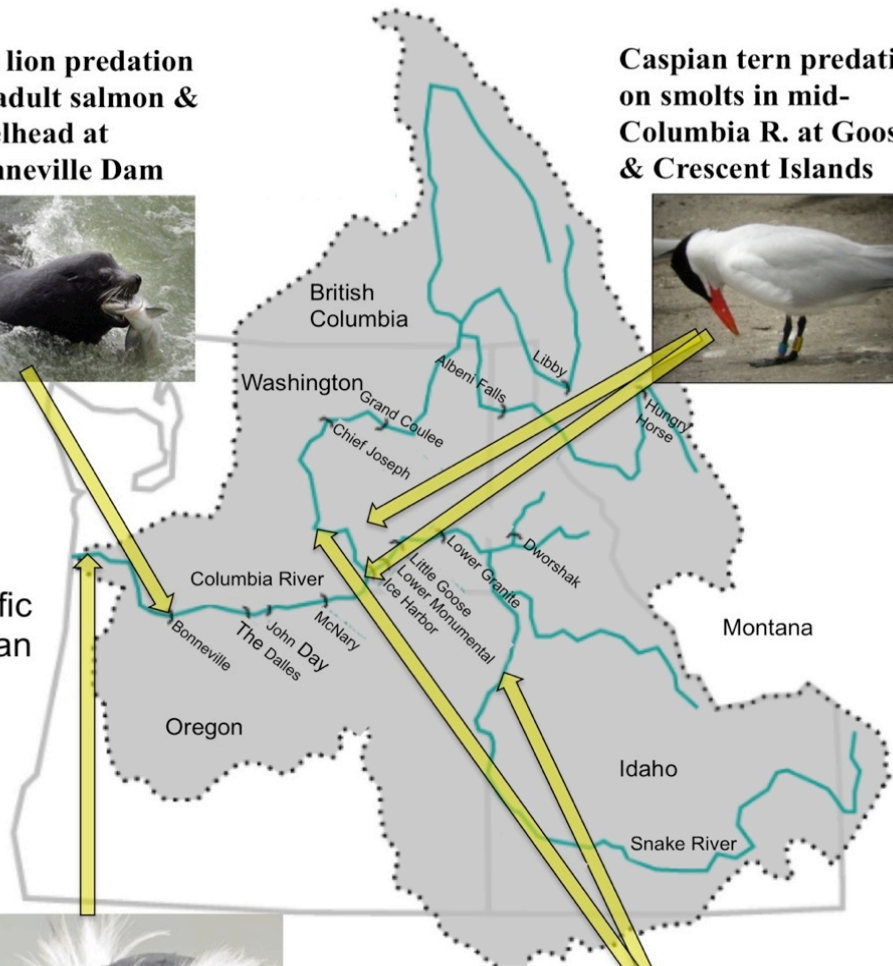 lion predation
adult salmon &
elhead at
nneville Dam
Caspian tern predati
on smolts in mid-
Columbia R. at Goos
& Crescent Islands
British
Columbia
Washington
Albeni Falls
Libby
Grand Coulee
Chief Joseph
Hungry
Horse
Dworshak
Lower Granite
Little Goose
Lower Monumental
Ice Harbor
Columbia River
McNary
John Day
The Dalles
Bonneville
fic
an
Montana
Oregon
Idaho
Snake River